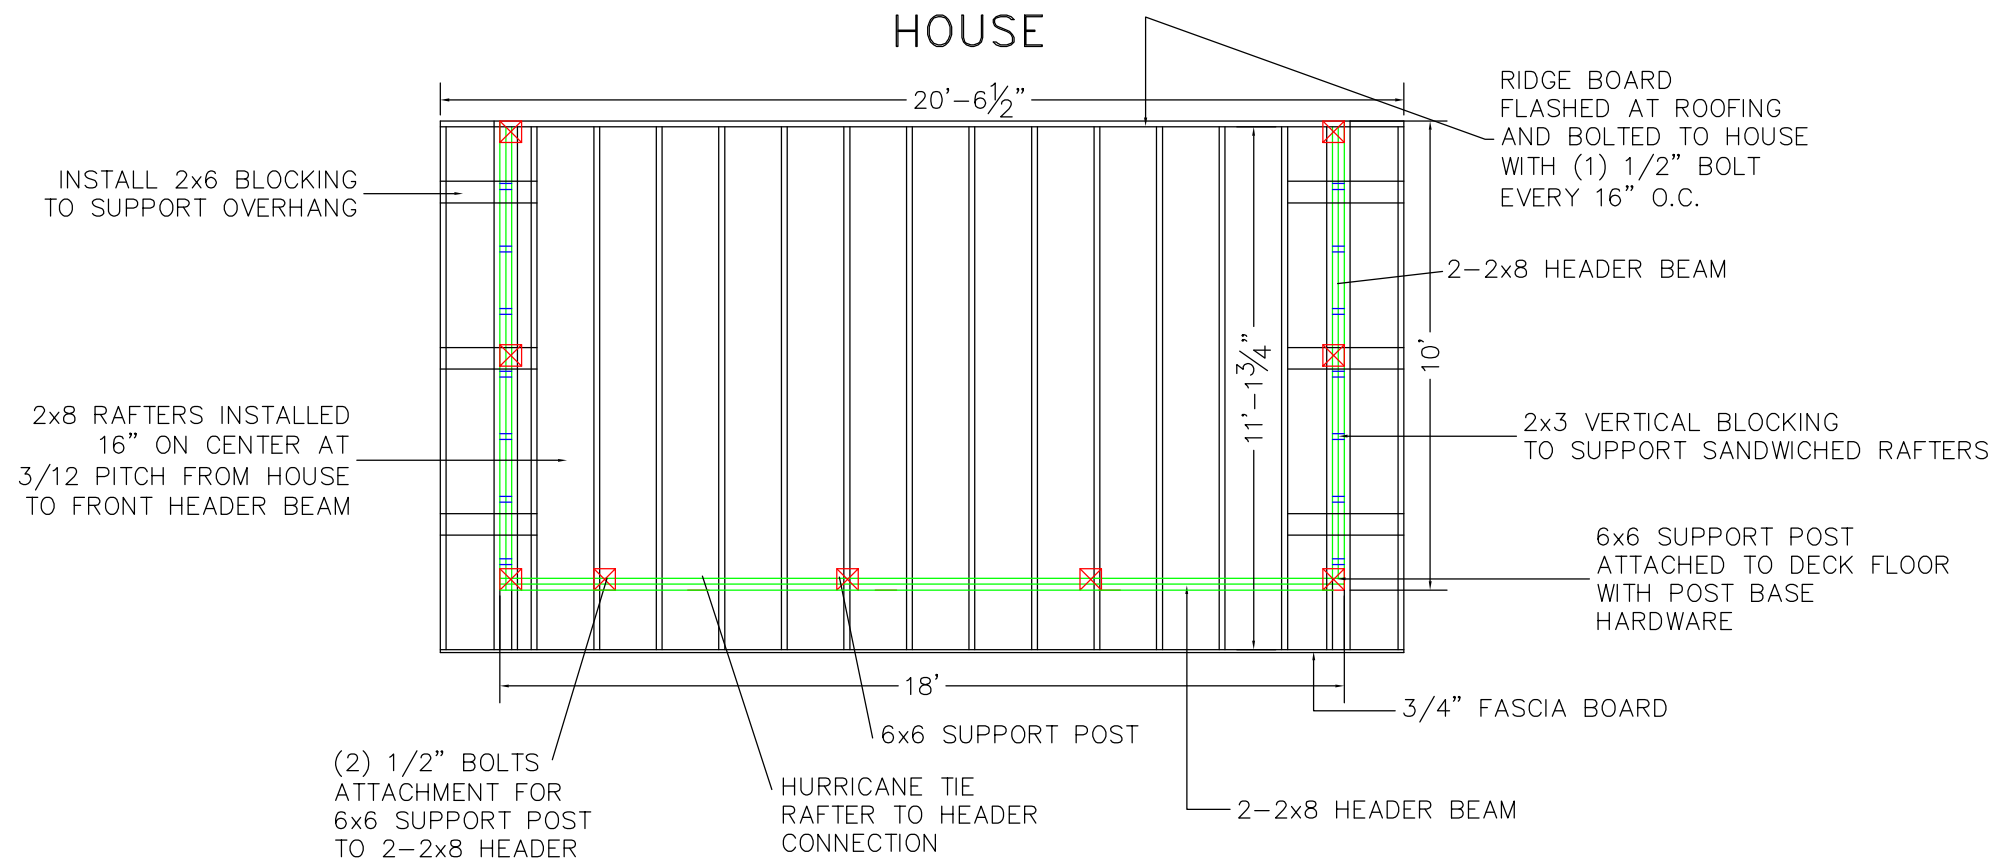 HOUSE
20'-6½"
RIDGE BOARD
FLASHED AT ROOFING
AND BOLTED TO HOUSE
WITH (1) 1/2" BOLT
EVERY 16" O.C.
INSTALL 2x6 BLOCKING
TO SUPPORT OVERHANG
2-2x8 HEADER BEAM
11'-1¾"
10'
2x8 RAFTERS INSTALLED
16" ON CENTER AT
3/12 PITCH FROM HOUSE
TO FRONT HEADER BEAM
2x3 VERTICAL BLOCKING
TO SUPPORT SANDWICHED RAFTERS
6x6 SUPPORT POST
ATTACHED TO DECK FLOOR
WITH POST BASE
HARDWARE
18'
3/4" FASCIA BOARD
6x6 SUPPORT POST
(2) 1/2" BOLTS
ATTACHMENT FOR
6x6 SUPPORT POST
TO 2-2x8 HEADER
HURRICANE TIE
RAFTER TO HEADER
CONNECTION
2-2x8 HEADER BEAM